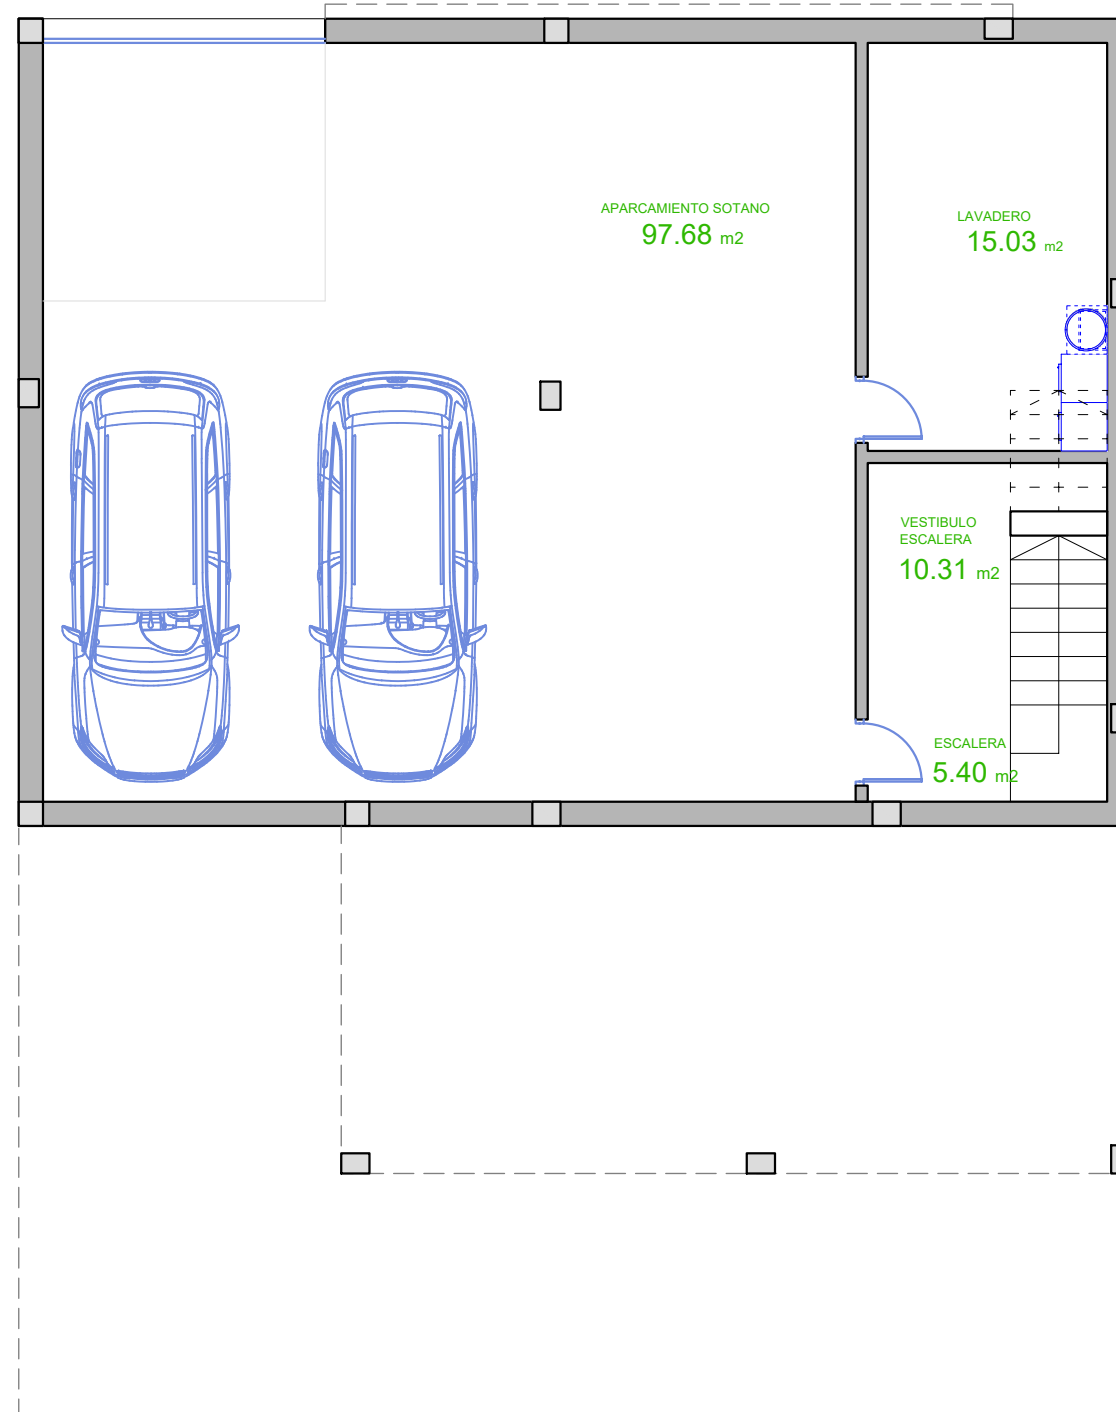 APARCAMIENTO SOTANO
97.68 m2
LAVADERO
15.03 m2
VESTIBULO
ESCALERA
10.31 m2
ESCALERA
5.40 m2